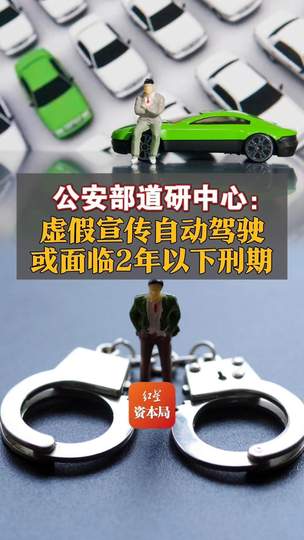 公安部道研中心：
虚假宣传自动驾驶
或面临2年以下刑期
红星
资本局